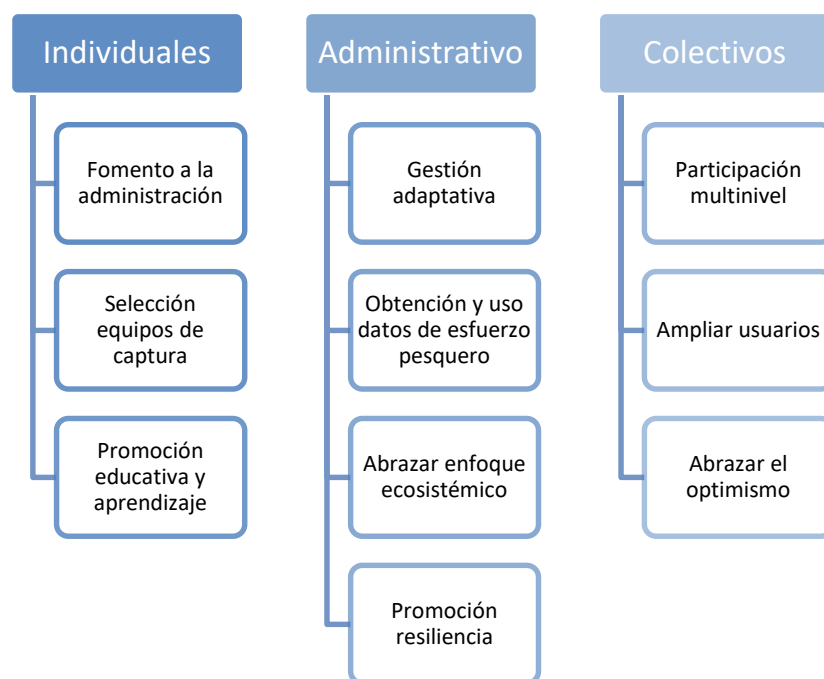 Individuales
Fomento a la
administración
Selección
equipos de
captura
Promoción
educativa y
aprendizaje
Administrativo
Gestión
adaptativa
Obtención y uso
datos de esfuerzo
pesquero
Abrazar enfoque
ecosistémico
Promoción
resiliencia
Colectivos
Participación
multinivel
Ampliar usuarios
Abrazar el
optimismo